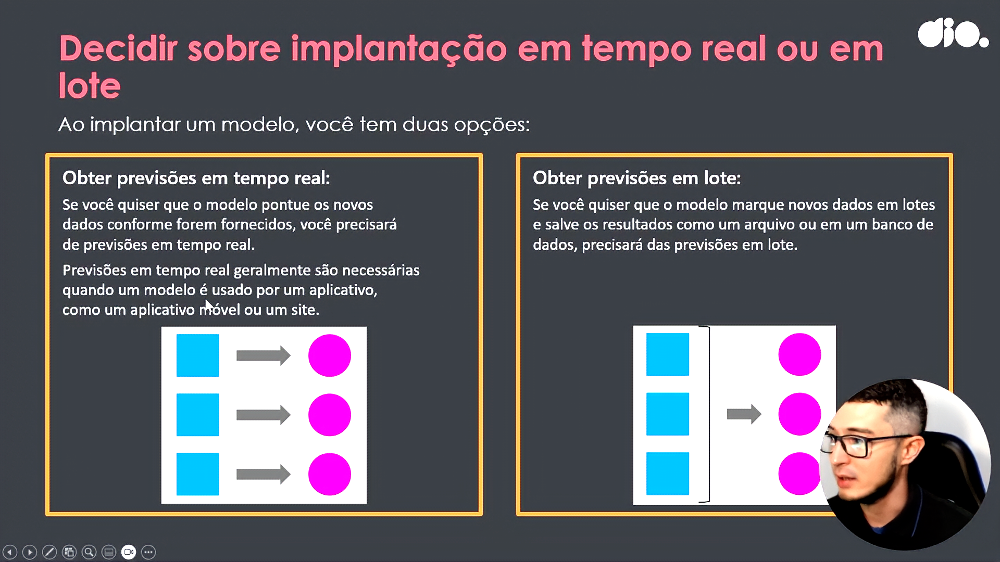 Decidir sobre implantação em tempo real ou em
lote
dio.
Ao implantar um modelo, você tem duas opções:
Obter previsões em tempo real:
Se você quiser que o modelo pontue os novos
dados conforme forem fornecidos, você precisará
de previsões em tempo real.
Previsões em tempo real geralmente são necessárias
quando um modelo é usado por um aplicativo,
como um aplicativo móvel ou um site.
Obter previsões em lote:
Se você quiser que o modelo marque novos dados em lotes
e salve os resultados como um arquivo ou em um banco de
dados, precisará das previsões em lote.